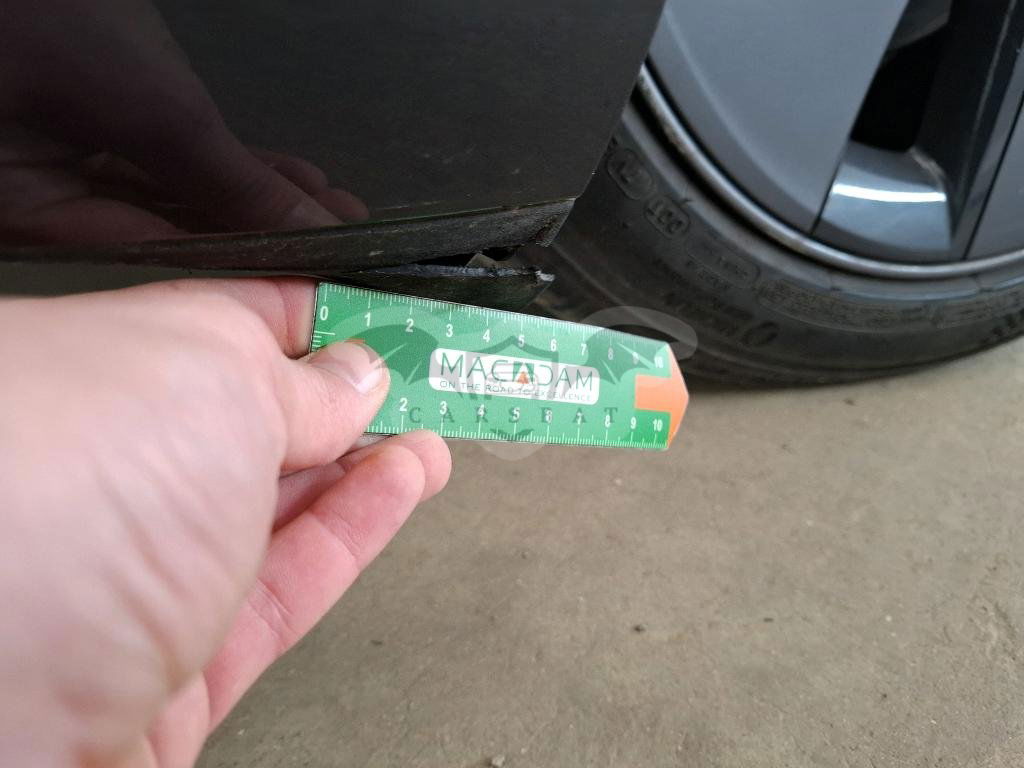 0 1 2 3 4 5 6 7 8 9 10
MACADAM
ON THE ROAD TO EXCELLENCE
CARSEAT
2 3 4 5 6 7 8 9 10
DOT